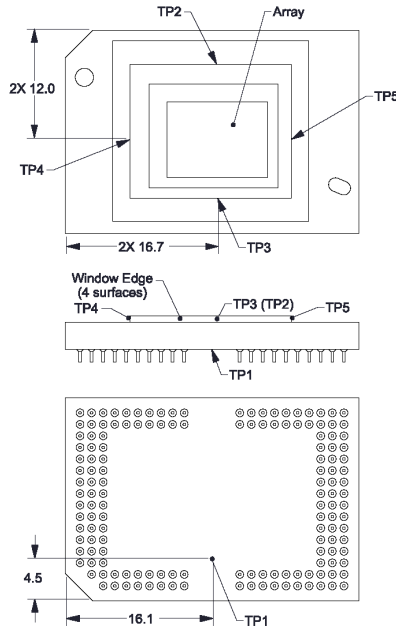 TP2
Array
2X 12.0
TP5
TP4
2X 16.7
TP3
Window Edge
(4 surfaces)
TP4
TP3 (TP2)
TP5
TP1
4.5
16.1
TP1